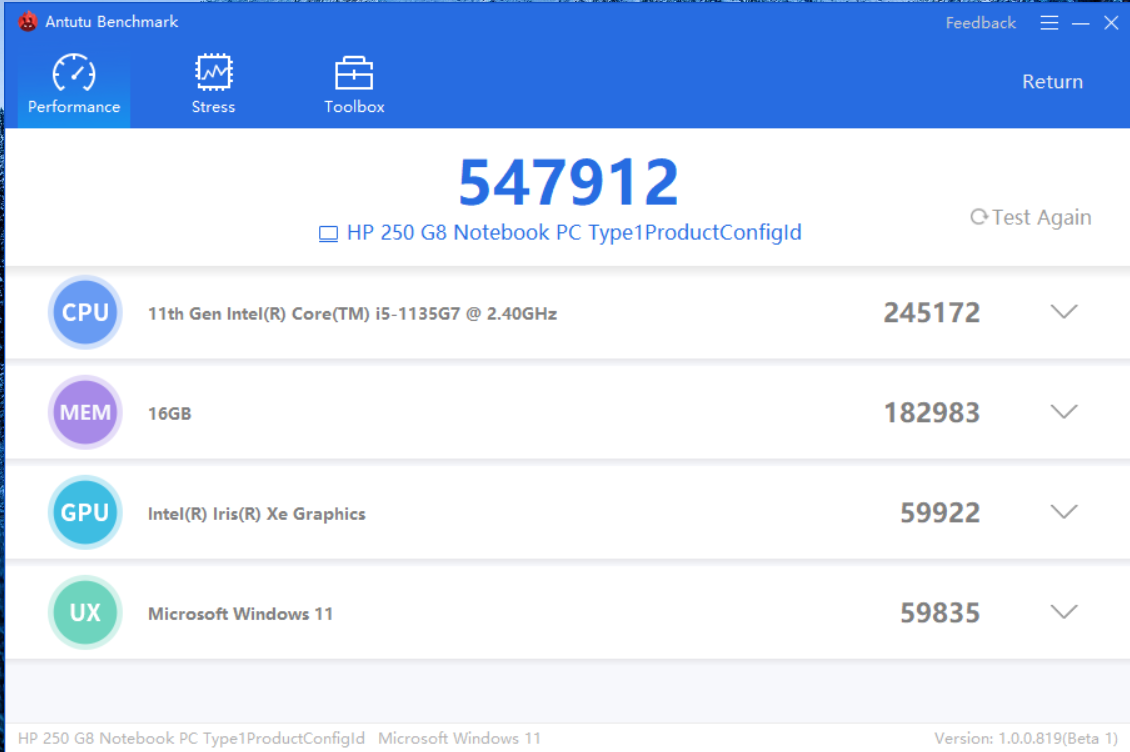 Antutu Benchmark
Feedback
Performance
Stress
Toolbox
Return
547912
HP 250 G8 Notebook PC Type1ProductConfigId
Test Again
CPU 11th Gen Intel(R) Core(TM) i5-1135G7 @ 2.40GHz 245172
MEM 16GB 182983
GPU Intel(R) Iris(R) Xe Graphics 59922
UX Microsoft Windows 11 59835
HP 250 G8 Notebook PC Type1ProductConfigId Microsoft Windows 11 Version: 1.0.0.819(Beta 1)